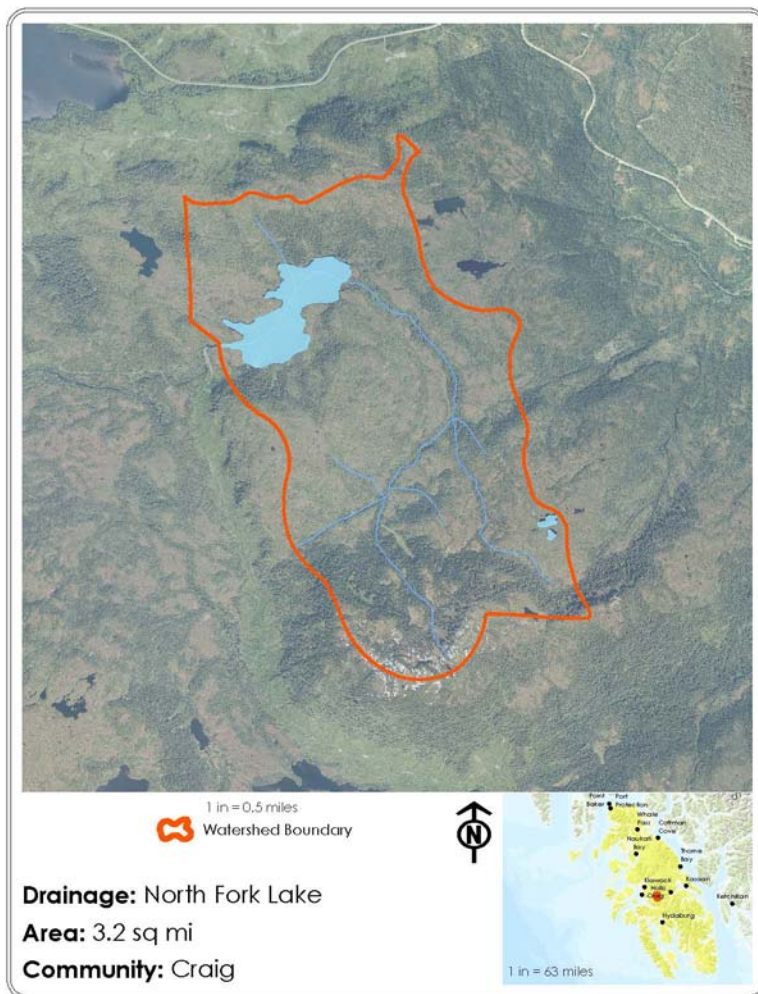 1 in = 0.5 miles
Watershed Boundary
N
Drainage: North Fork Lake
Area: 3.2 sq mi
Community: Craig
Point Port
Baker Protection
Whale
Pass Coffman
Cove
Naukati
Bay
Thorne
Bay
Klawock
Hollis Kasaan
Craig
Ketchikan
Hydaburg
1 in = 63 miles